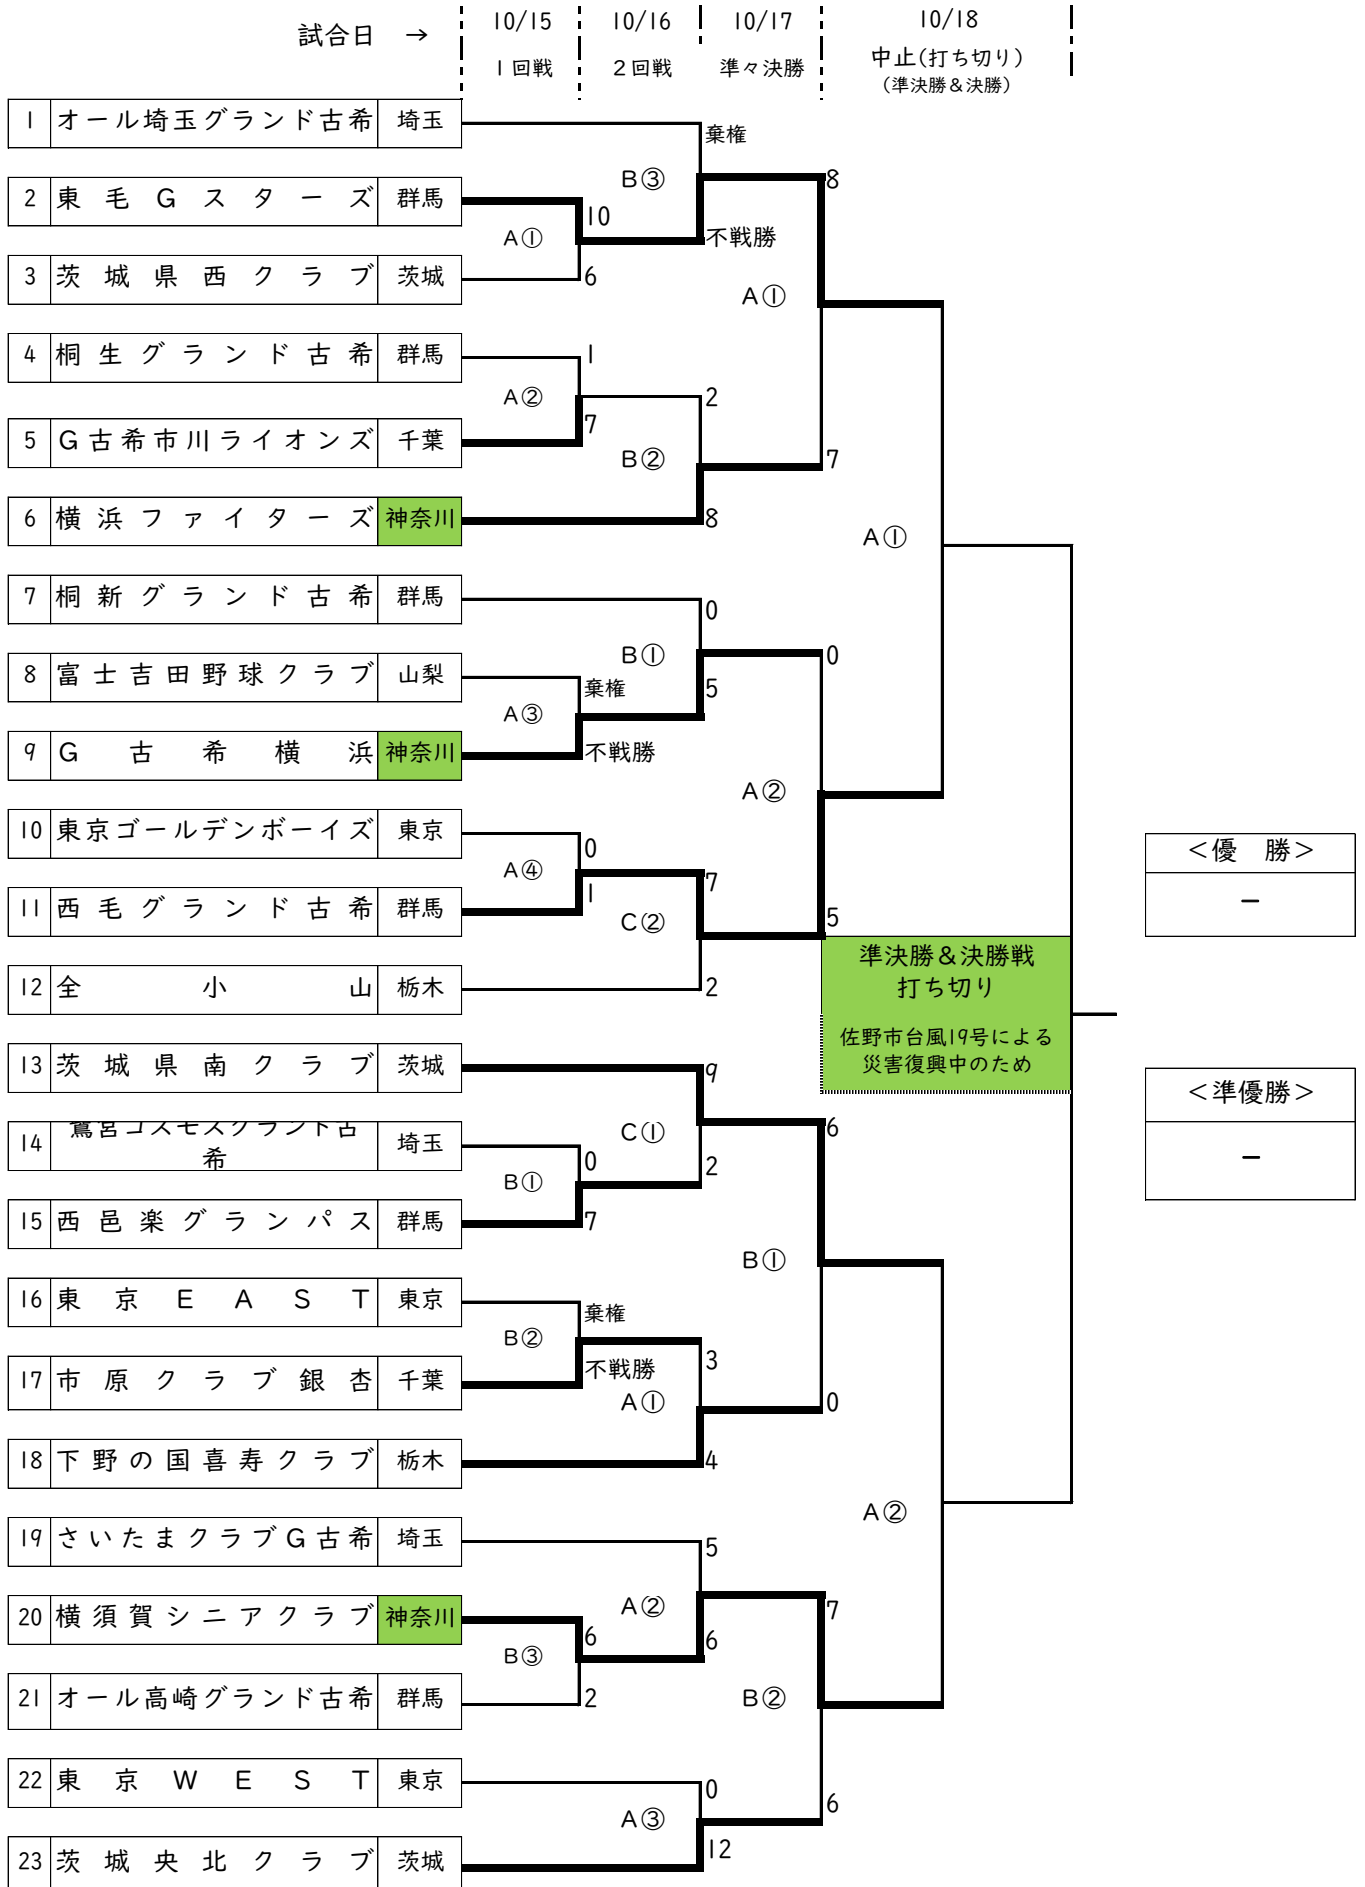 試合日 → 10/15 10/16 10/17 10/18
1回戦 2回戦 準々決勝 中止(打ち切り)
(準決勝&決勝)
1 オール埼玉グランド古希 埼玉
棄権
B③
8
2 東毛Gスターズ 群馬
10
A①
不戦勝
3 茨城県西クラブ 茨城
6
A①
4 桐生グランド古希 群馬
1
A②
2
5 G古希市川ライオンズ 千葉
7
B②
7
6 横浜ファイターズ 神奈川
8
A①
7 桐新グランド古希 群馬
0
B①
0
8 富士吉田野球クラブ 山梨
棄権
5
A③
9 G古希横浜 神奈川
不戦勝
A②
10 東京ゴールデンボーイズ 東京
0
A④
7
11 西毛グランド古希 群馬
1
C②
5
12 全小山 栃木
2
準決勝&決勝戦
打ち切り
佐野市台風19号による
災害復興中のため
<優 勝>
ー
13 茨城県南クラブ 茨城
9
<準優勝>
ー
14 鷲宮コスモスグランド古
希 埼玉
C①
6
0
2
B①
15 西邑楽グランパス 群馬
7
B①
16 東京EAST 東京
棄権
B②
3
17 市原クラブ銀杏 千葉
不戦勝
A①
0
18 下野の国喜寿クラブ 栃木
4
A②
19 さいたまクラブG古希 埼玉
5
A②
7
20 横須賀シニアクラブ 神奈川
6
6
B③
21 オール高崎グランド古希 群馬
2
B②
22 東京WEST 東京
0
6
A③
12
23 茨城央北クラブ 茨城